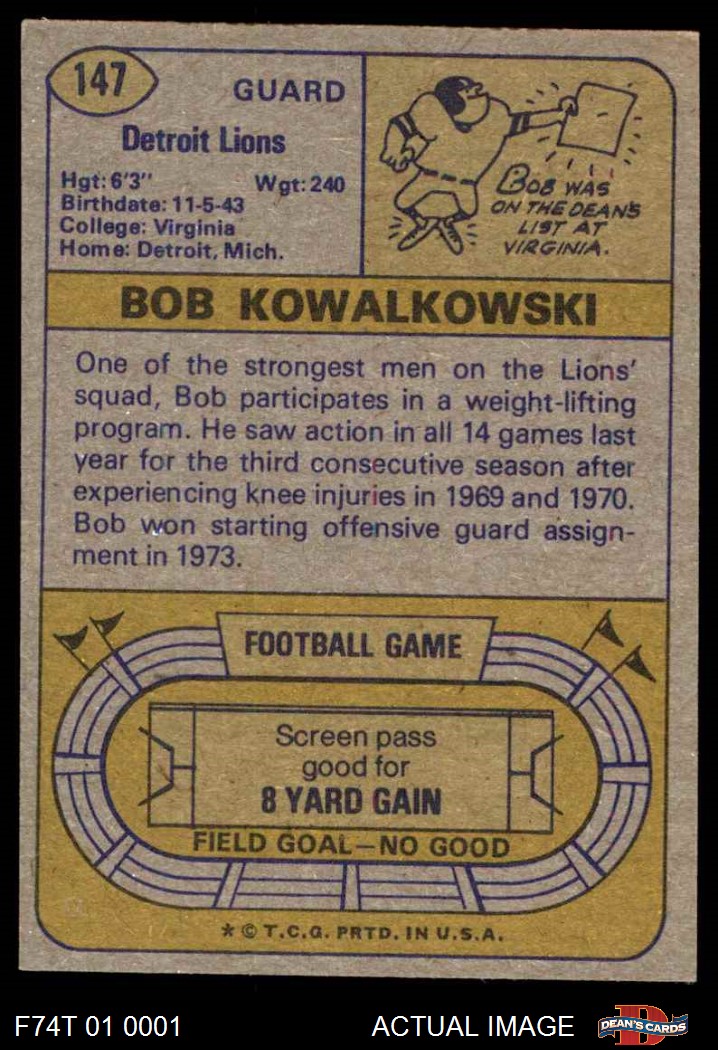 147
GUARD
Detroit Lions
Hgt: 6'3" Wgt: 240
Birthdate: 11-5-43
College: Virginia
Home: Detroit, Mich.
BOB WAS
ON THE DEAN'S
LIST AT
VIRGINIA.
BOB KOWALKOWSKI
One of the strongest men on the Lions'
squad, Bob participates in a weight-lifting
program. He saw action in all 14 games last
year for the third consecutive season after
experiencing knee injuries in 1969 and 1970.
Bob won starting offensive guard assign-
ment in 1973.
FOOTBALL GAME
Screen pass
good for
8 YARD GAIN
FIELD GOAL—NO GOOD
* © T.C.G. PRTD. IN U.S.A.
F74T 01 0001 ACTUAL IMAGE
D
DEAN'S CARDS